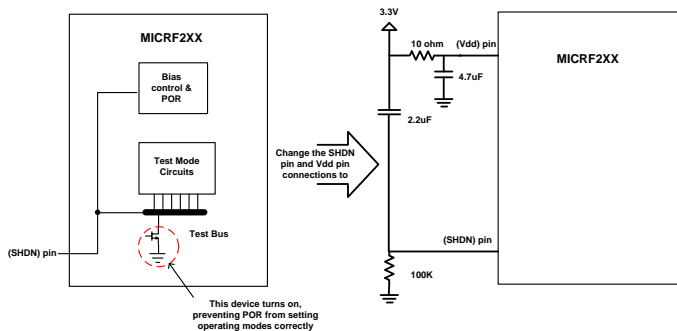 MICRF2XX
Bias
control &
POR
Test Mode
Circuits
Test Bus
(SHDN) pin
This device turns on,
preventing POR from setting
operating modes correctly
Change the SHDN
pin and Vdd pin
connections to
3.3V
10 ohm
(Vdd) pin
4.7uF
2.2uF
MICRF2XX
(SHDN) pin
100K